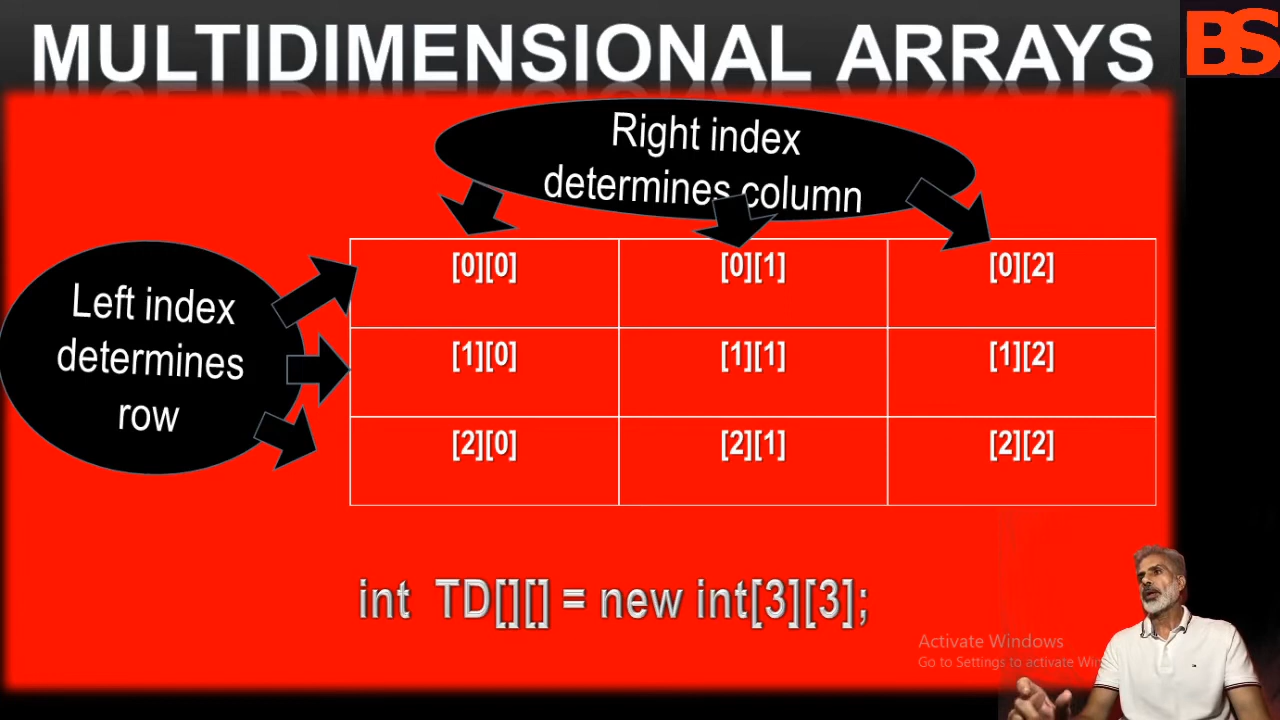 MULTIDIMENSIONAL ARRAYS
BS
Right index
determines column
Left index
determines
row
[0][0] [0][1] [0][2]
[1][0] [1][1] [1][2]
[2][0] [2][1] [2][2]
int TD[][] = new int[3][3];
Activate Windows
Go to Settings to activate